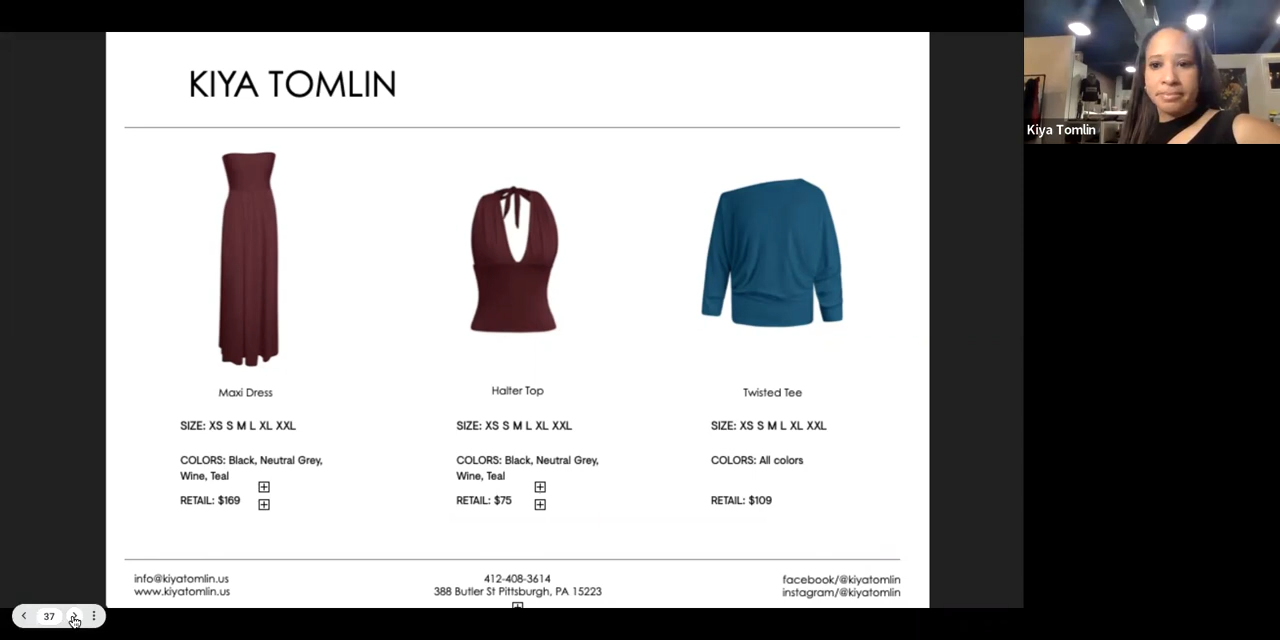 KIYA TOMLIN
Kiya Tomlin
Maxi Dress
SIZE: XS S M L XL XXL
COLORS: Black, Neutral Grey,
Wine, Teal
RETAIL: $169
Halter Top
SIZE: XS S M L XL XXL
COLORS: Black, Neutral Grey,
Wine, Teal
RETAIL: $75
Twisted Tee
SIZE: XS S M L XL XXL
COLORS: All colors
RETAIL: $109
info@kiyatomlin.us
www.kiyatomlin.us
412-408-3614
388 Butler St Pittsburgh, PA 15223
facebook/@kiyatomlin
instagram/@kiyatomlin
37